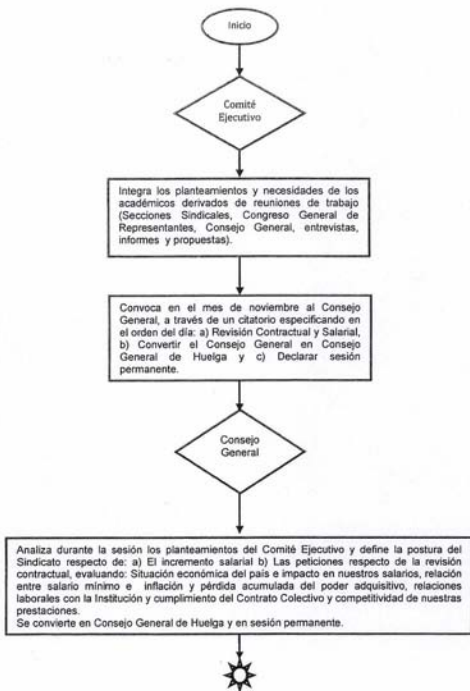 Inicio
Comité
Ejecutivo
Integra los planteamientos y necesidades de los
académicos derivados de reuniones de trabajo
(Secciones Sindicales, Congreso General de
Representantes, Consejo General, entrevistas,
informes y propuestas).
Convoca en el mes de noviembre al Consejo
General, a través de un citatorio especificando en
el orden del día: a) Revisión Contractual y Salarial,
b) Convertir el Consejo General en Consejo
General de Huelga y c) Declarar sesión
permanente.
Consejo
General
Analiza durante la sesión los planteamientos del Comité Ejecutivo y define la postura del
Sindicato respecto de: a) El incremento salarial b) Las peticiones respecto de la revisión
contractual, evaluando: Situación económica del país e impacto en nuestros salarios, relación
entre salario mínimo e inflación y pérdida acumulada del poder adquisitivo, relaciones
laborales con la Institución y cumplimiento del Contrato Colectivo y competitividad de nuestras
prestaciones.
Se convierte en Consejo General de Huelga y en sesión permanente.